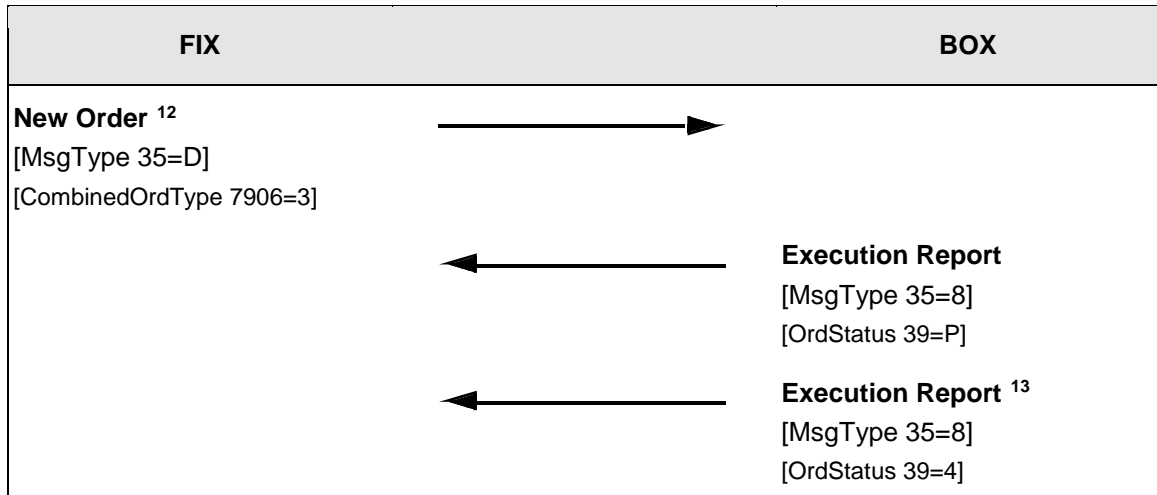 FIX BOX
New Order 12
[MsgType 35=D]
[CombinedOrdType 7906=3]
Execution Report
[MsgType 35=8]
[OrdStatus 39=P]
Execution Report 13
[MsgType 35=8]
[OrdStatus 39=4]